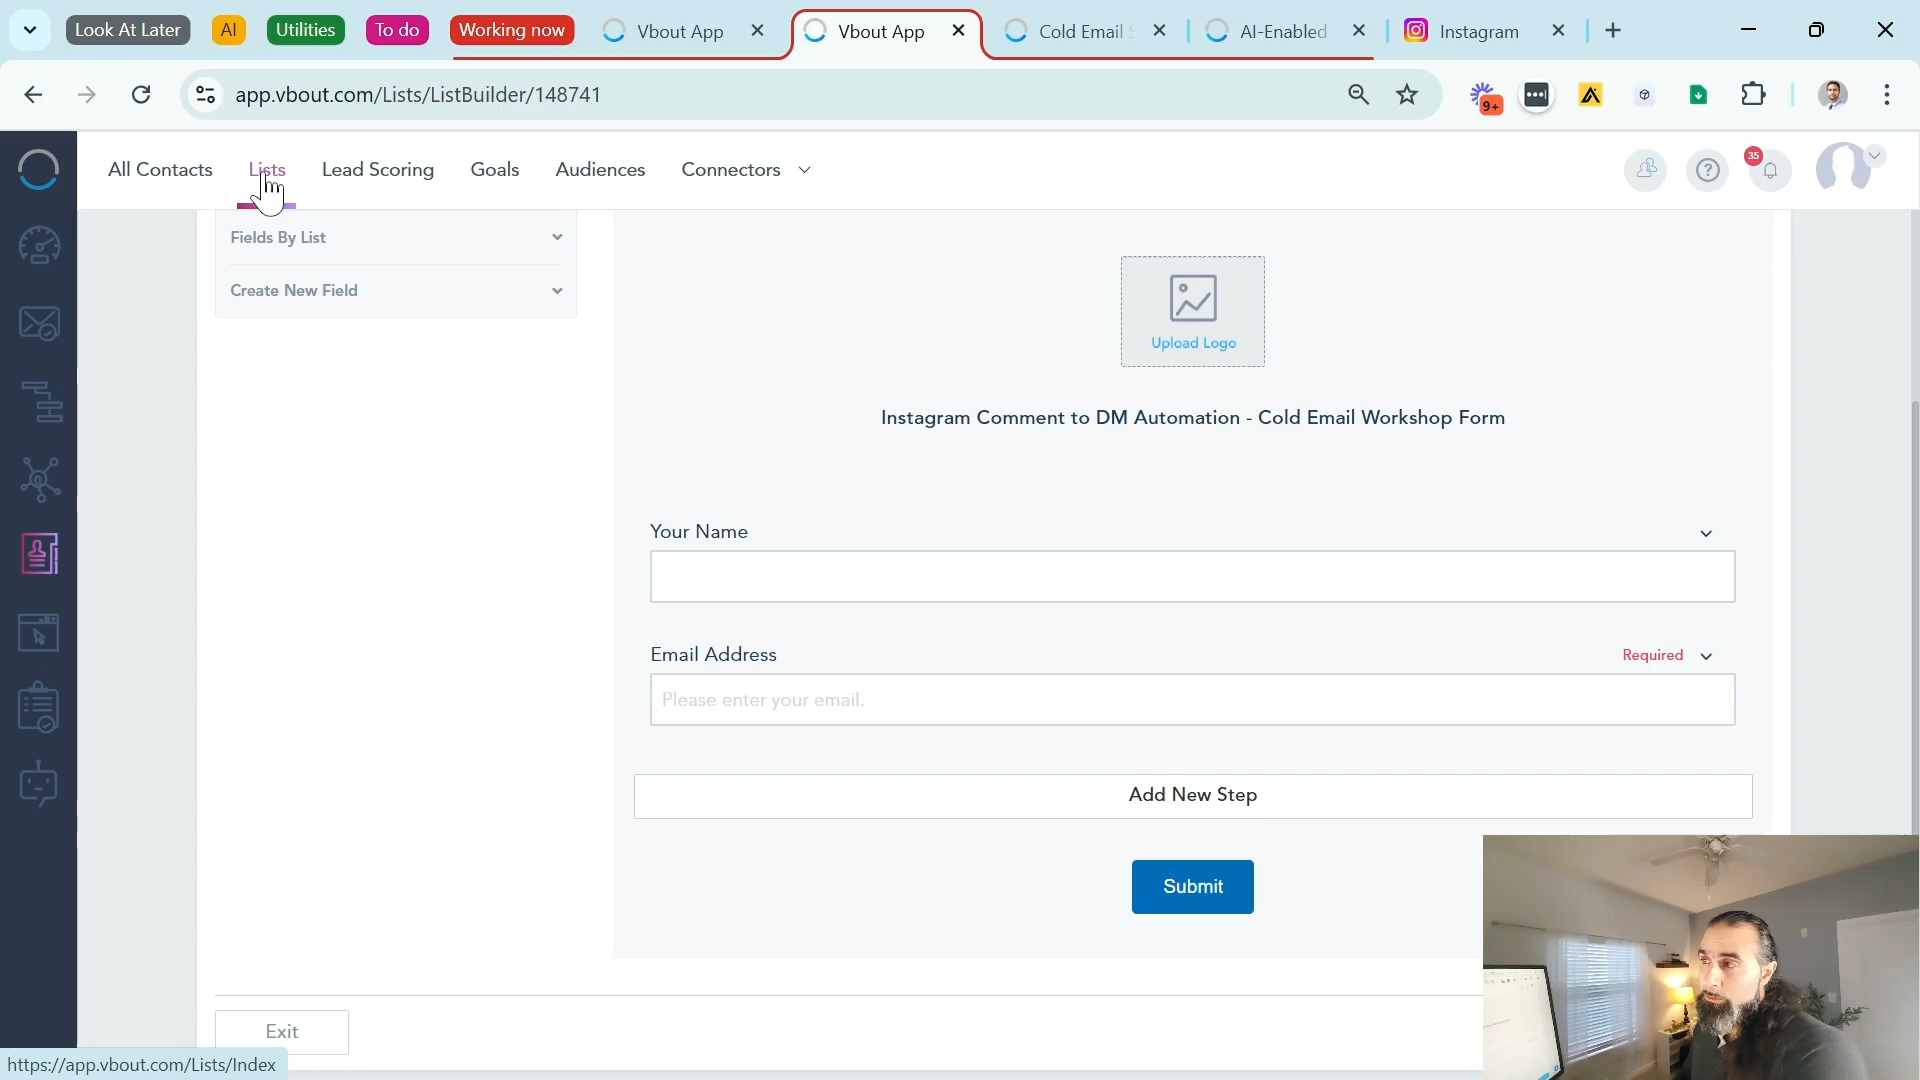 Look At Later
AI
Utilities
To do
Working now
Vbout App
Vbout App
Cold Email S
AI-Enabled
Instagram
app.vbout.com/Lists/ListBuilder/148741
9+
All Contacts
Lists
Lead Scoring
Goals
Audiences
Connectors
35
Fields By List
Create New Field
Upload Logo
Instagram Comment to DM Automation - Cold Email Workshop Form
Your Name
Email Address
Required
Please enter your email.
Add New Step
Submit
Exit
https://app.vbout.com/Lists/Index